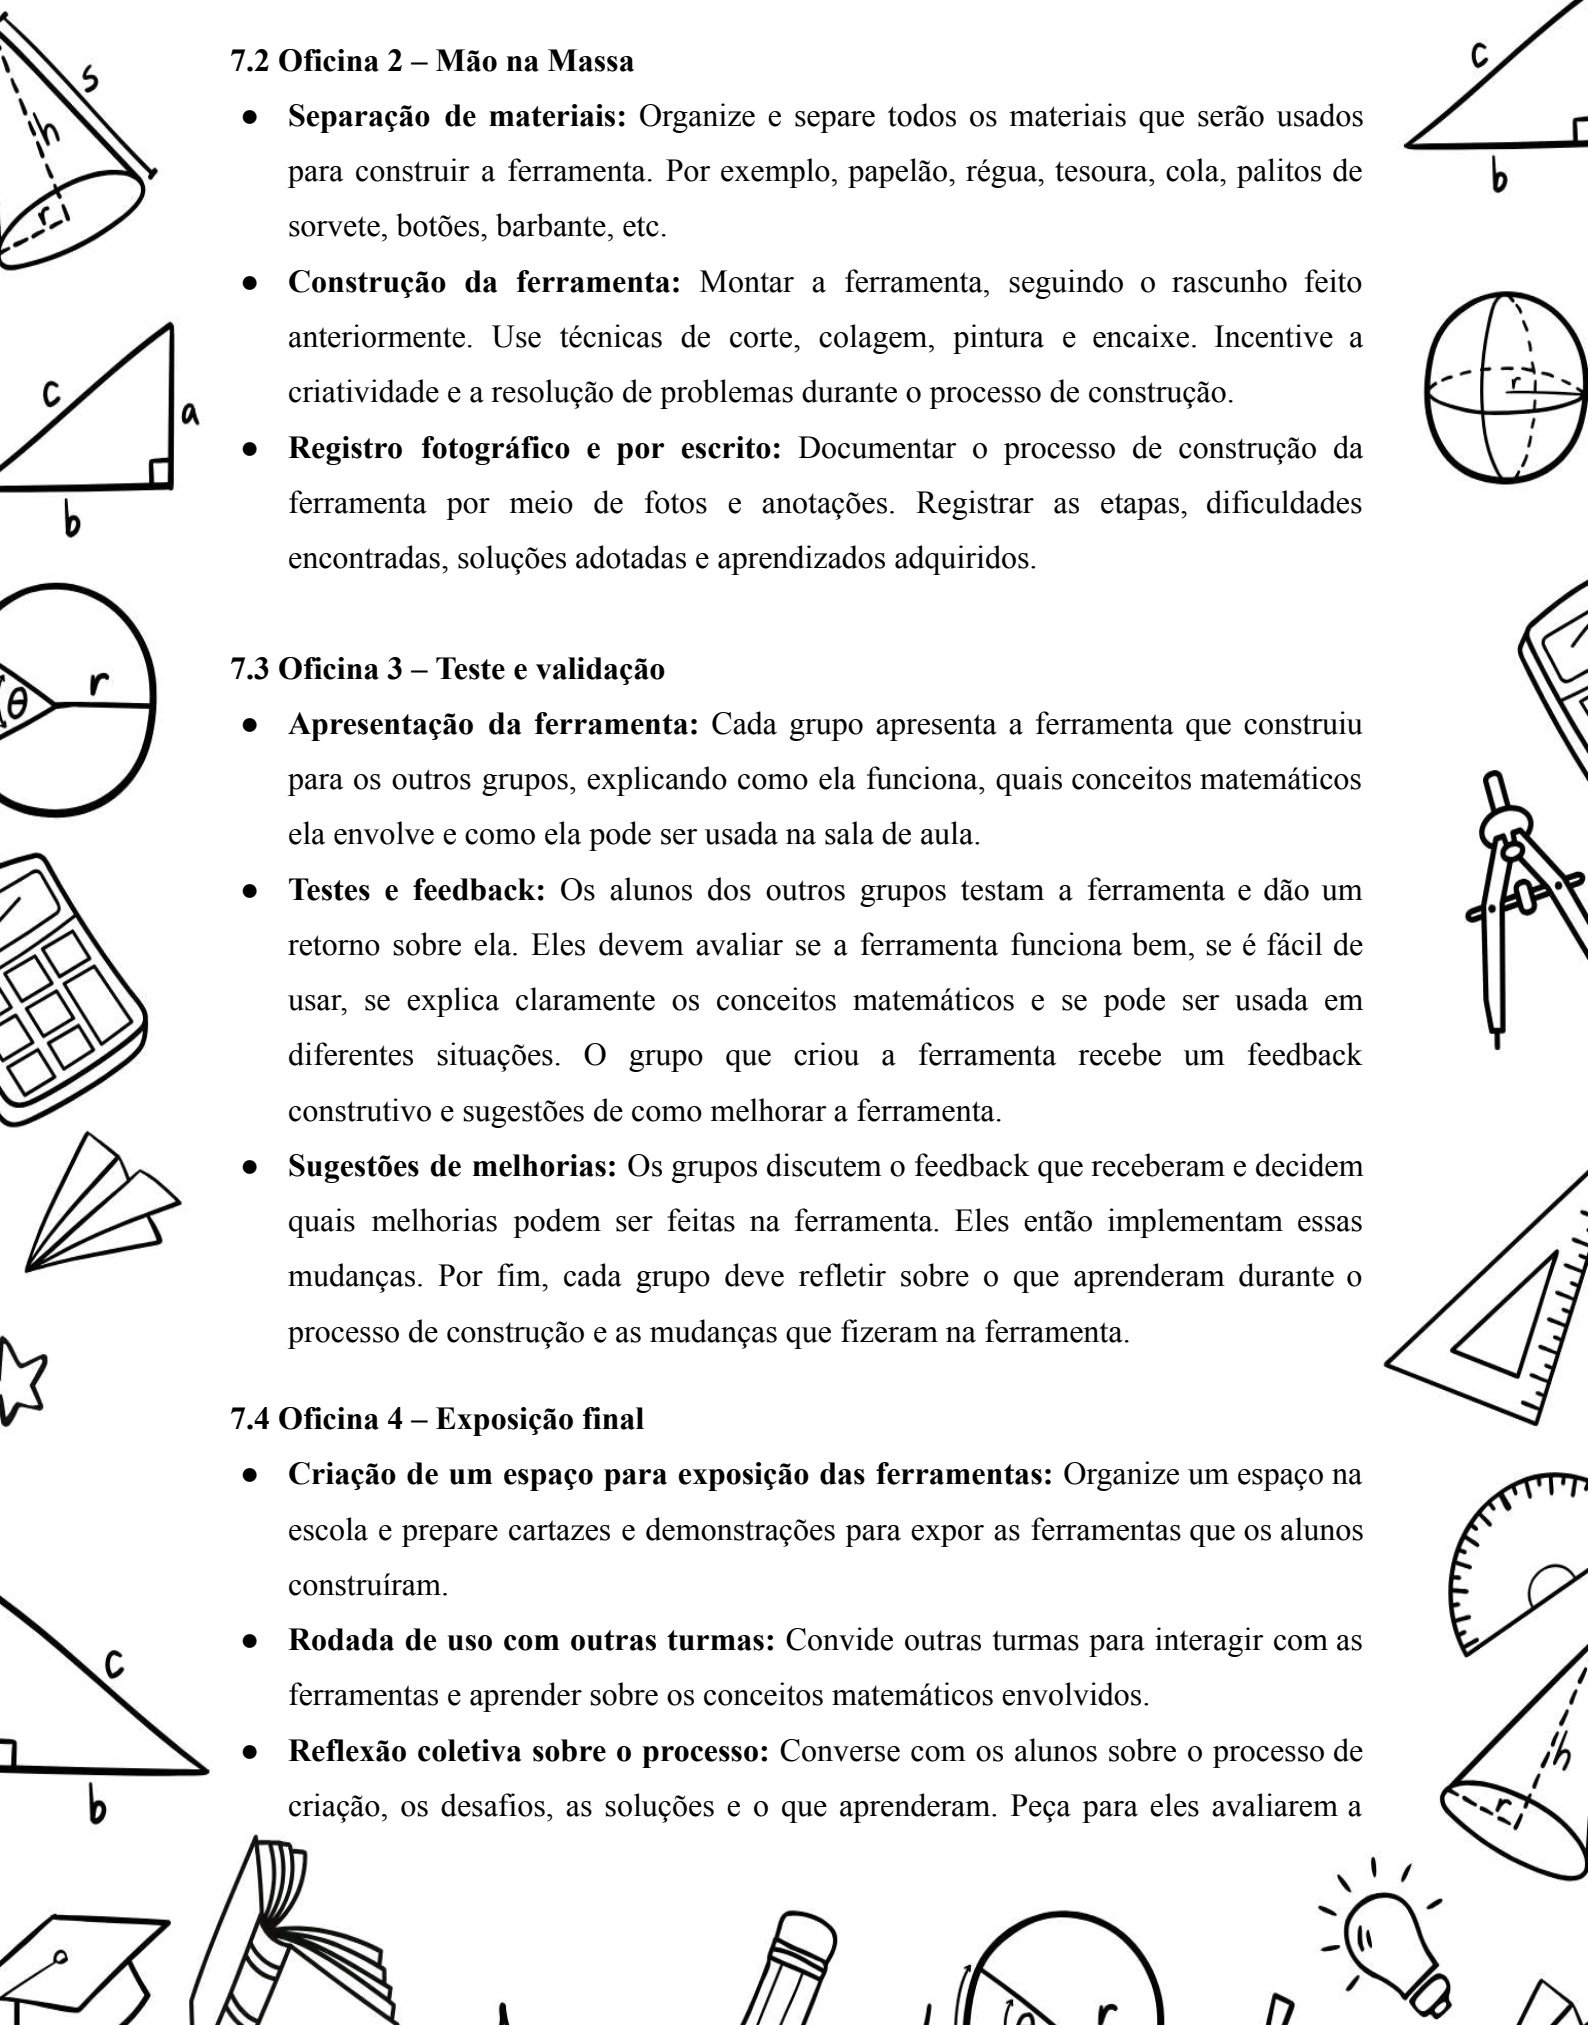 7.2 Oficina 2 – Mão na Massa
● Separação de materiais: Organize e separe todos os materiais que serão usados
para construir a ferramenta. Por exemplo, papelão, régua, tesoura, cola, palitos de
sorvete, botões, barbante, etc.
● Construção da ferramenta: Montar a ferramenta, seguindo o rascunho feito
anteriormente. Use técnicas de corte, colagem, pintura e encaixe. Incentive a
criatividade e a resolução de problemas durante o processo de construção.
● Registro fotográfico e por escrito: Documentar o processo de construção da
ferramenta por meio de fotos e anotações. Registrar as etapas, dificuldades
encontradas, soluções adotadas e aprendizados adquiridos.
7.3 Oficina 3 – Teste e validação
● Apresentação da ferramenta: Cada grupo apresenta a ferramenta que construiu
para os outros grupos, explicando como ela funciona, quais conceitos matemáticos
ela envolve e como ela pode ser usada na sala de aula.
● Testes e feedback: Os alunos dos outros grupos testam a ferramenta e dão um
retorno sobre ela. Eles devem avaliar se a ferramenta funciona bem, se é fácil de
usar, se explica claramente os conceitos matemáticos e se pode ser usada em
diferentes situações. O grupo que criou a ferramenta recebe um feedback
construtivo e sugestões de como melhorar a ferramenta.
● Sugestões de melhorias: Os grupos discutem o feedback que receberam e decidem
quais melhorias podem ser feitas na ferramenta. Eles então implementam essas
mudanças. Por fim, cada grupo deve refletir sobre o que aprenderam durante o
processo de construção e as mudanças que fizeram na ferramenta.
7.4 Oficina 4 – Exposição final
● Criação de um espaço para exposição das ferramentas: Organize um espaço na
escola e prepare cartazes e demonstrações para expor as ferramentas que os alunos
construíram.
● Rodada de uso com outras turmas: Convide outras turmas para interagir com as
ferramentas e aprender sobre os conceitos matemáticos envolvidos.
● Reflexão coletiva sobre o processo: Converse com os alunos sobre o processo de
criação, os desafios, as soluções e o que aprenderam. Peça para eles avaliarem a
s
h
r
c
a
b
θ
r
c
b
c
b
r
h
r
r